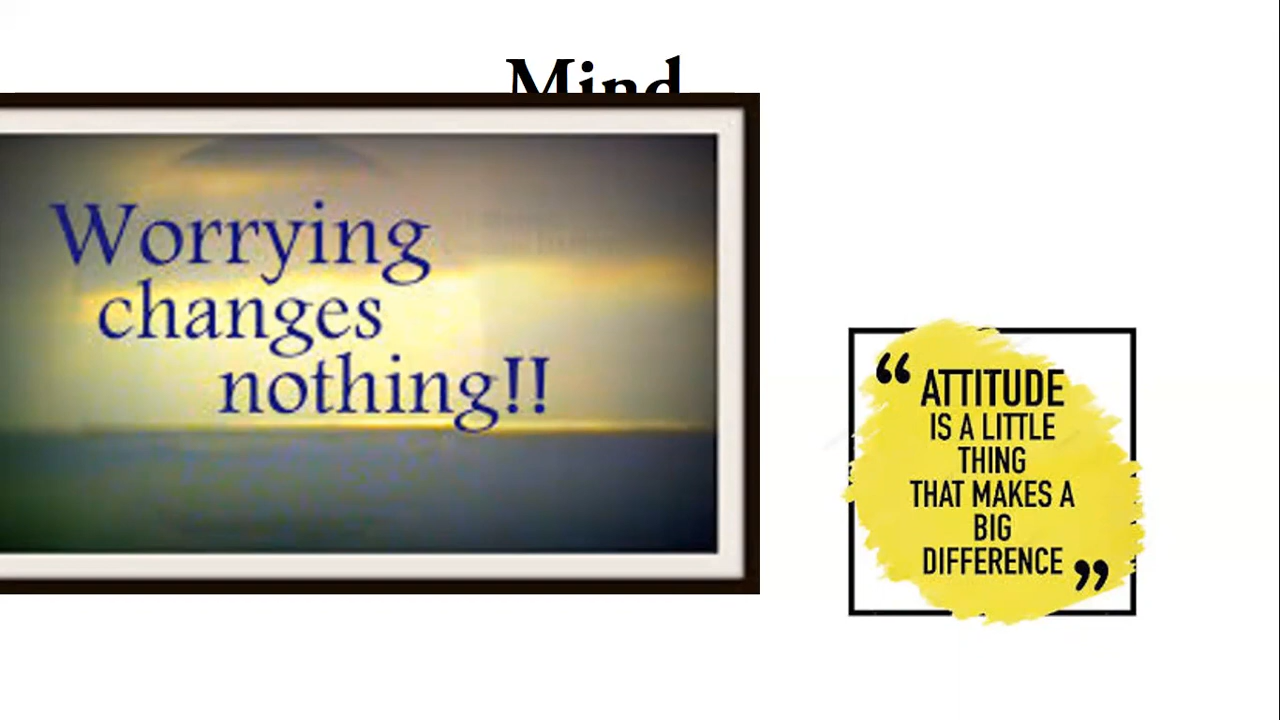 Mind
Worrying
changes
nothing!!
“ ATTITUDE
IS A LITTLE
THING
THAT MAKES A
BIG
DIFFERENCE ”